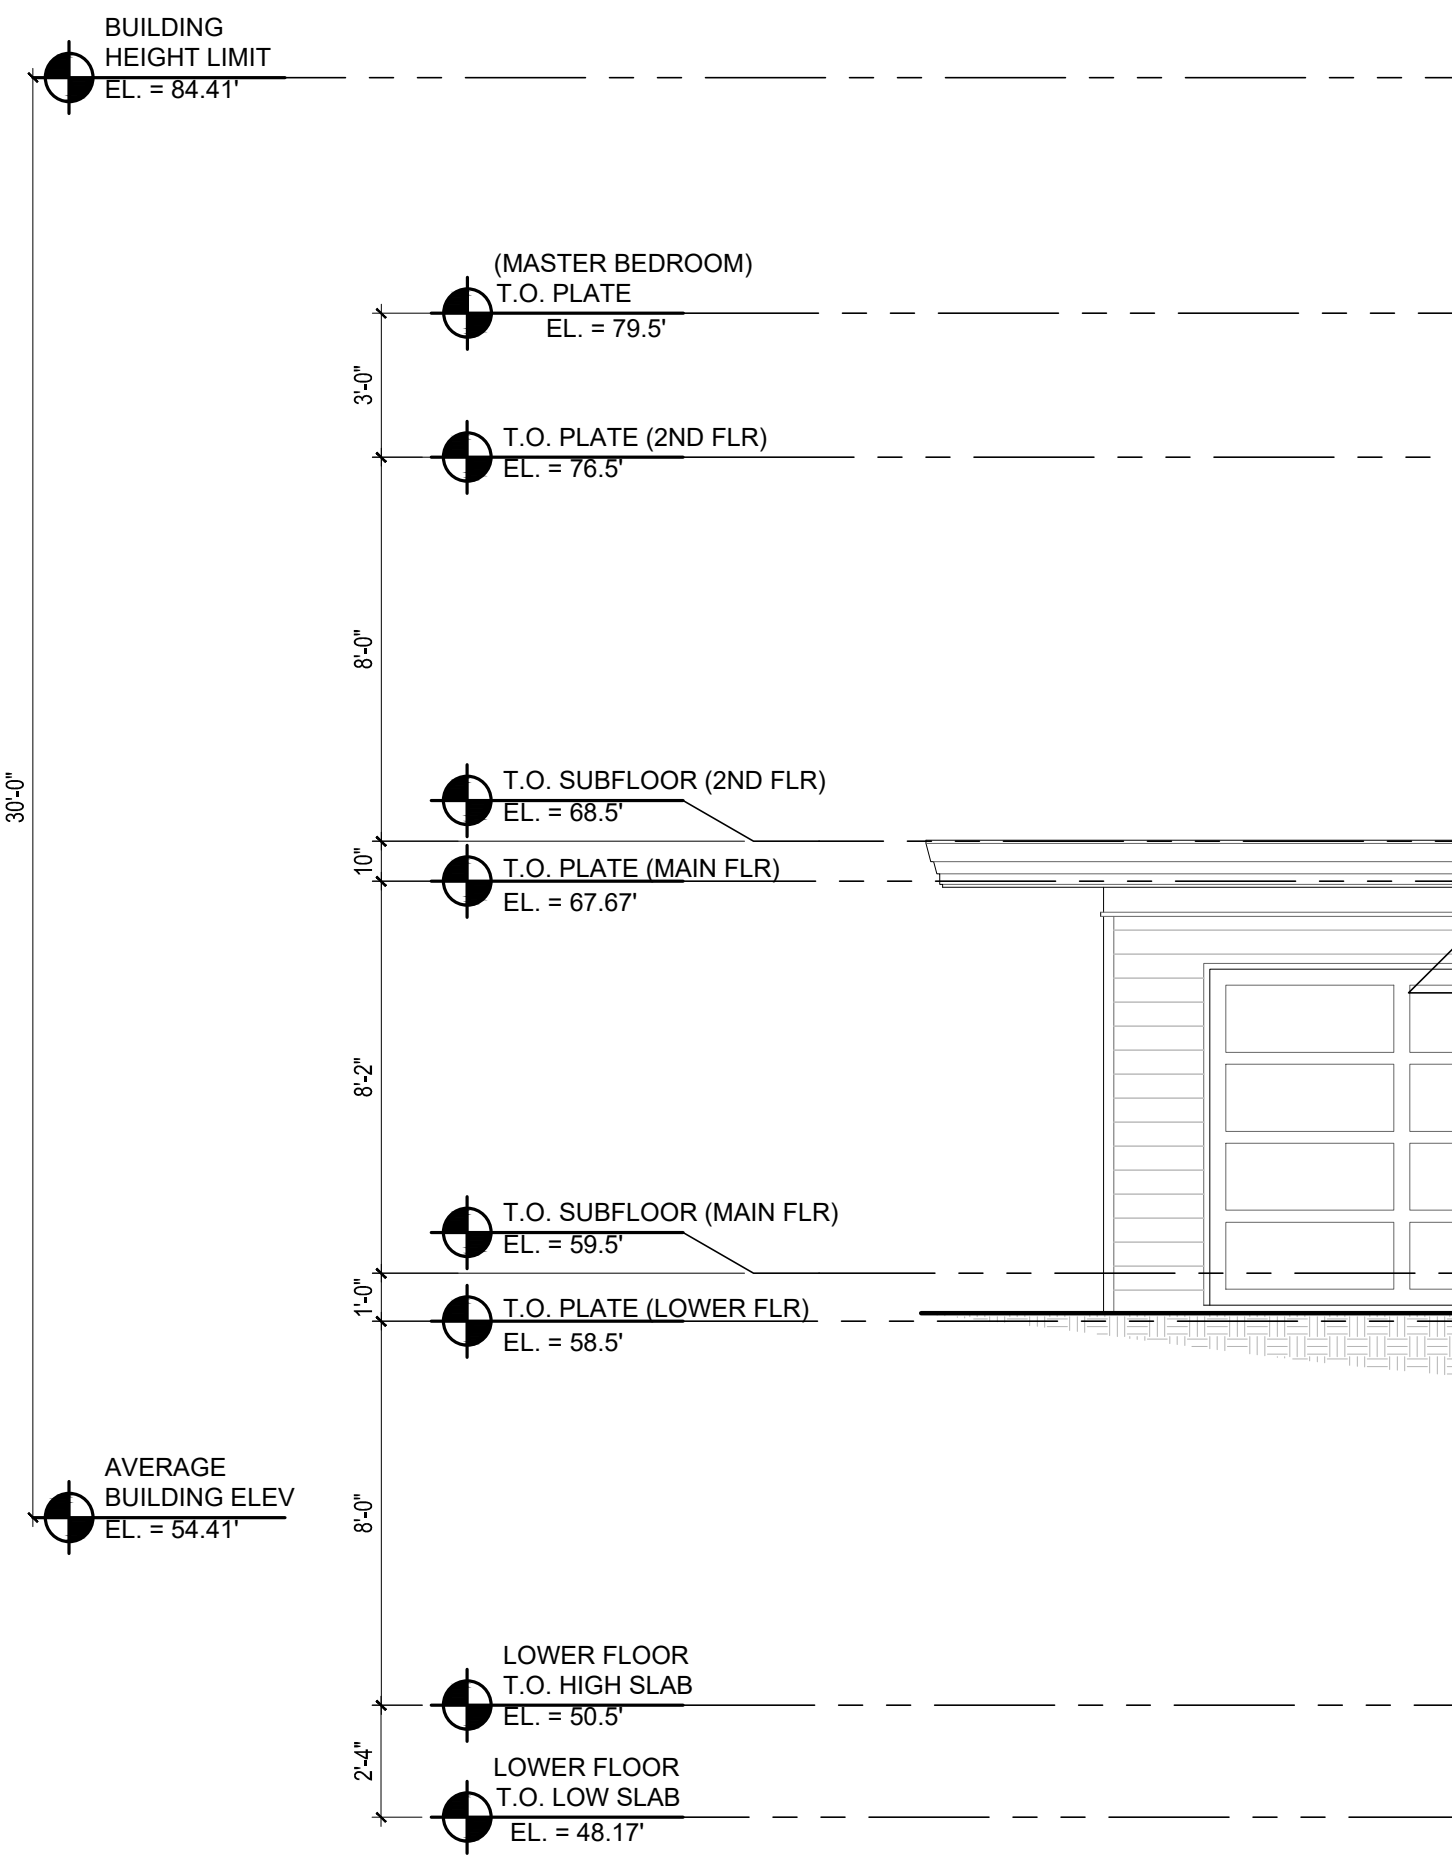 BUILDING
HEIGHT LIMIT
EL. = 84.41'
(MASTER BEDROOM)
T.O. PLATE
EL. = 79.5'
3'-0"
T.O. PLATE (2ND FLR)
EL. = 76.5'
8'-0"
30'-0"
T.O. SUBFLOOR (2ND FLR)
EL. = 68.5'
10"
T.O. PLATE (MAIN FLR)
EL. = 67.67'
8'-2"
T.O. SUBFLOOR (MAIN FLR)
EL. = 59.5'
1'-0"
T.O. PLATE (LOWER FLR)
EL. = 58.5'
AVERAGE
BUILDING ELEV
EL. = 54.41'
8'-0"
LOWER FLOOR
T.O. HIGH SLAB
EL. = 50.5'
2'-4"
LOWER FLOOR
T.O. LOW SLAB
EL. = 48.17'